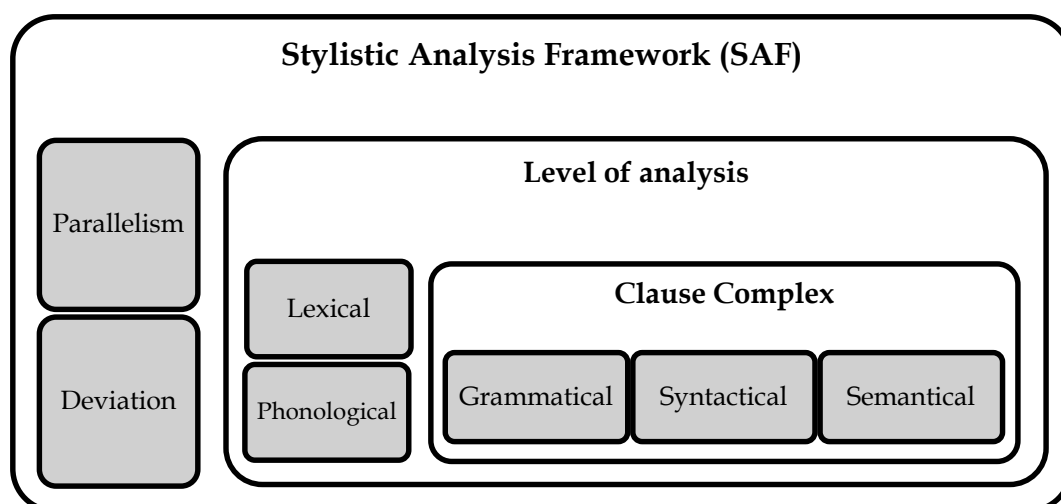 Stylistic Analysis Framework (SAF)
Parallelism
Deviation
Level of analysis
Lexical
Phonological
Clause Complex
Grammatical
Syntactical
Semantical